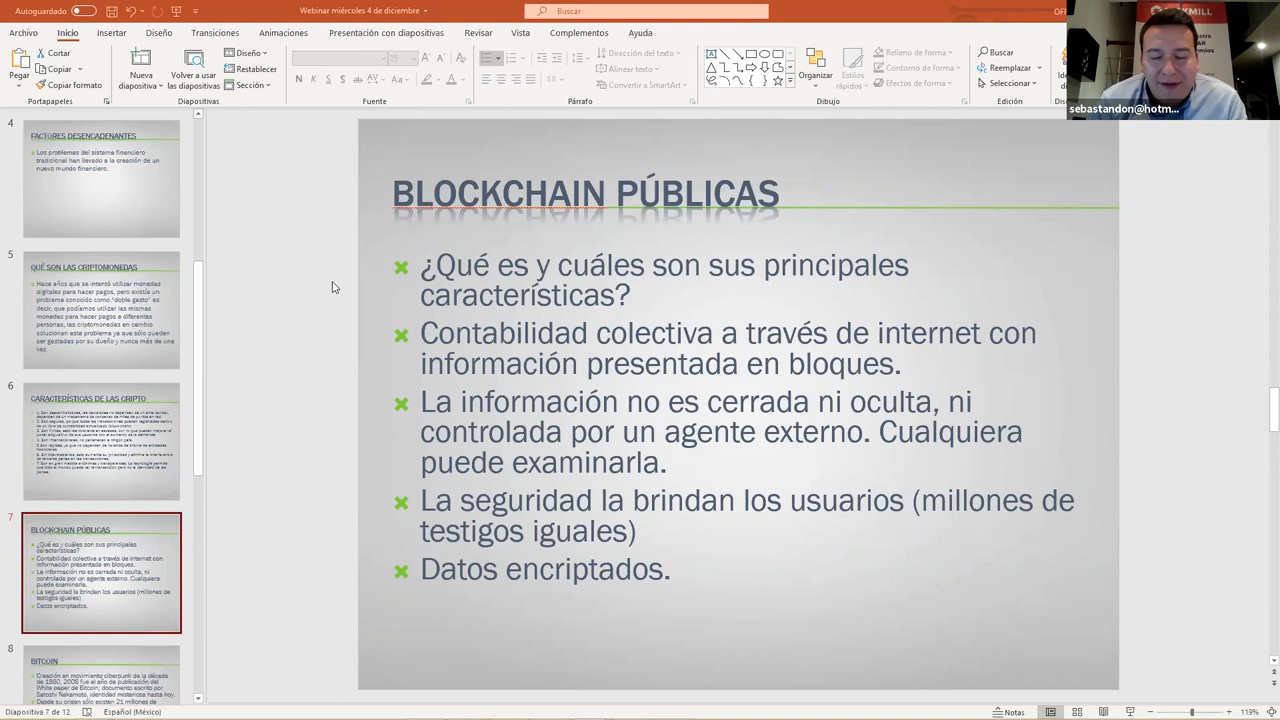 Autoguardado
Webinar miércoles 4 de diciembre
Buscar
Archivo Inicio Insertar Diseño Transiciones Animaciones Presentación con diapositivas Revisar Vista Complementos Ayuda
Pegar
Cortar
Copiar
Copiar formato
Portapapeles
Nueva diapositiva
Volver a usar las diapositivas
Diseño
Restablecer
Sección
Diapositivas
25
N K S S
Fuente
Dirección del texto
Alinear texto
Convertir a SmartArt
Párrafo
Organizar
Estilos rápidos
Relleno de forma
Contorno de forma
Efectos de forma
Dibujo
Buscar
Reemplazar
Seleccionar
Edición
sebastandon@hotm...
4
FACTORES DESENCADENANTES
Los problemas del sistema financiero
tradicional han llevado a la creación de un
nuevo mundo financiero.
5
QUÉ SON LAS CRIPTOMONEDAS
Hace años que se intentó utilizar monedas
digitales para hacer pagos, pero existía un
problema conocido como "doble gasto" es
decir, que podíamos utilizar las mismas
monedas para hacer pagos a diferentes
personas, las criptomonedas en cambio
solucionan este problema ya que sólo pueden
ser gastadas por su dueño y nunca más de una
vez.
6
CARACTERÍSTICAS DE LAS CRIPTO
7
BLOCKCHAIN PÚBLICAS
¿Qué es y cuáles son sus principales
características?
Contabilidad colectiva a través de internet con
información presentada en bloques.
La información no es cerrada ni oculta, ni
controlada por un agente externo. Cualquiera
puede examinarla.
La seguridad la brindan los usuarios (millones de
testigos iguales)
Datos encriptados.
8
BITCOIN
Creación en movimiento ciberpunk de la década
de 1980, 2008 fue el año de publicación del
White paper de Bitcoin; documento escrito por
Satoshi Nakamoto, identidad misteriosa hasta hoy.
Desde su origen sólo existen 21 millones de
BLOCKCHAIN PÚBLICAS
¿Qué es y cuáles son sus principales
características?
Contabilidad colectiva a través de internet con
información presentada en bloques.
La información no es cerrada ni oculta, ni
controlada por un agente externo. Cualquiera
puede examinarla.
La seguridad la brindan los usuarios (millones de
testigos iguales)
Datos encriptados.
Diapositiva 7 de 12
Español (México)
Notas
119%